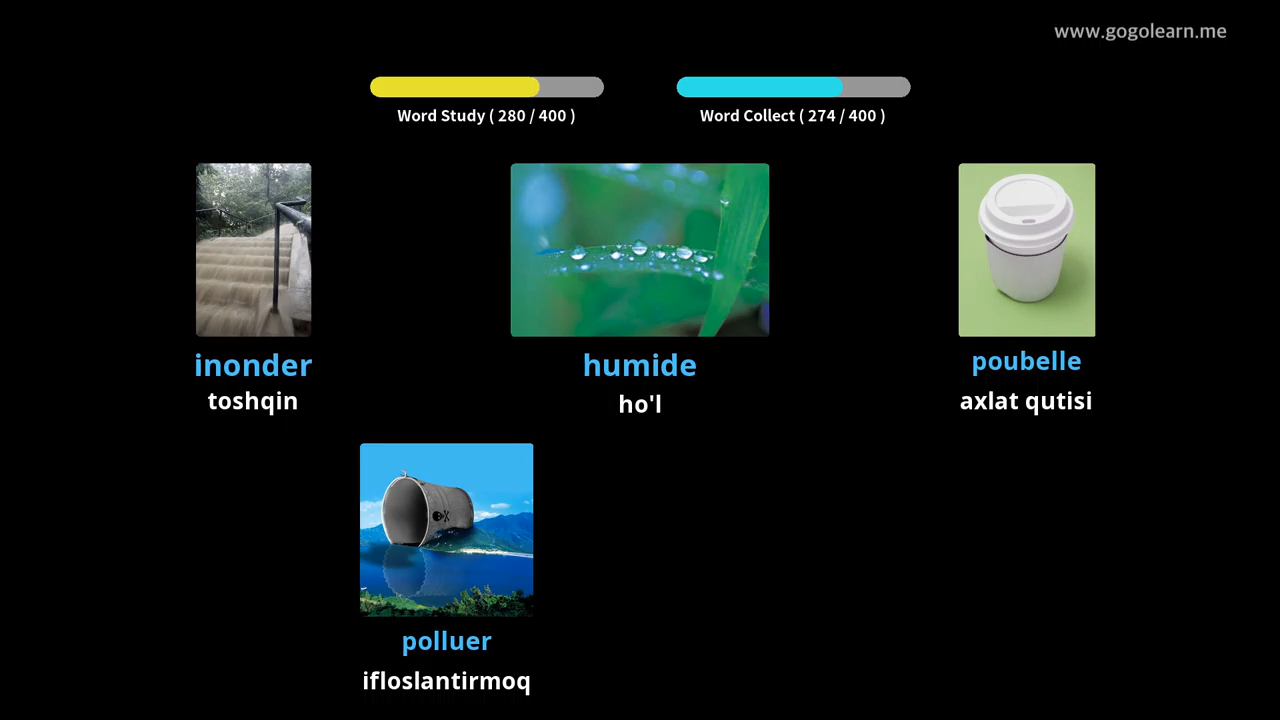 www.gogolearn.me
Word Study ( 280 / 400 )
Word Collect ( 274 / 400 )
inonder
toshqin
humide
ho'l
poubelle
axlat qutisi
polluer
ifloslantirmoq